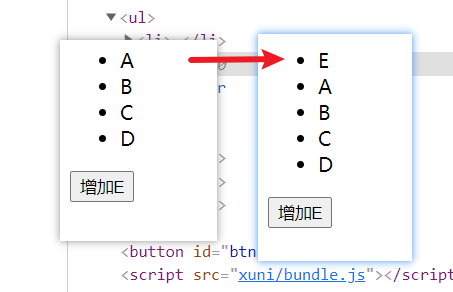 <ul>
<li> </li>
A
B
C
D
增加E
E
A
B
C
D
增加E
<button id="btn
<script src="xuni/bundle.js"></script